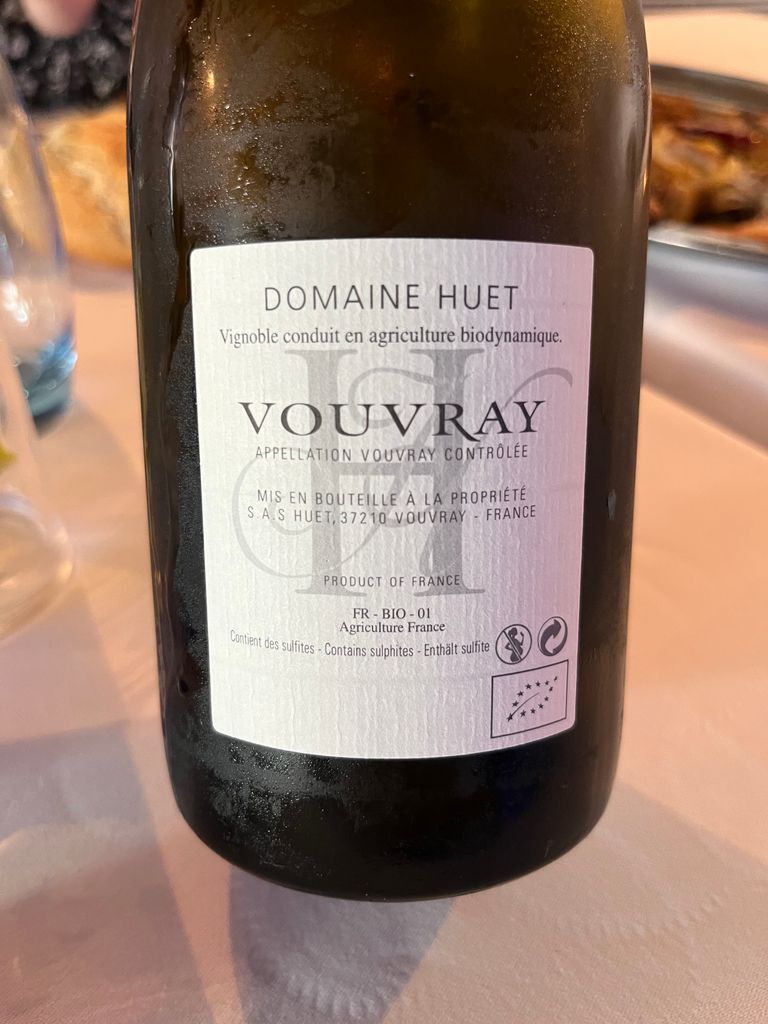 DOMAINE HUET
Vignoble conduit en agriculture biodynamique.
VOUVRAY
APPELLATION VOUVRAY CONTRÔLÉE
MIS EN BOUTEILLE À LA PROPRIÉTÉ
S.A.S HUET, 37210 VOUVRAY - FRANCE
PRODUCT OF FRANCE
FR - BIO - 01
Agriculture France
Contient des sulfites - Contains sulphites - Enthält sulfite